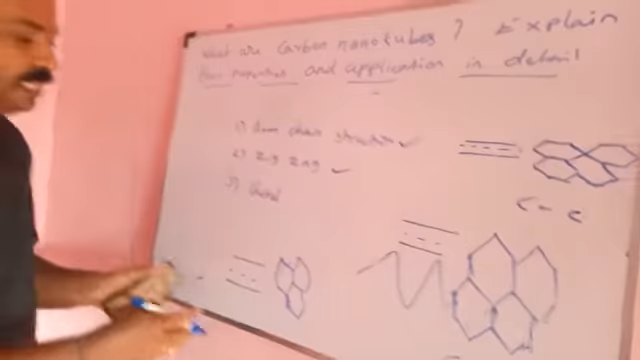 What are Carbon nanotubes ? Explain
their properties and application in detail
1) Arm chair structure
2) Zig zag
3) Chiral
C - C